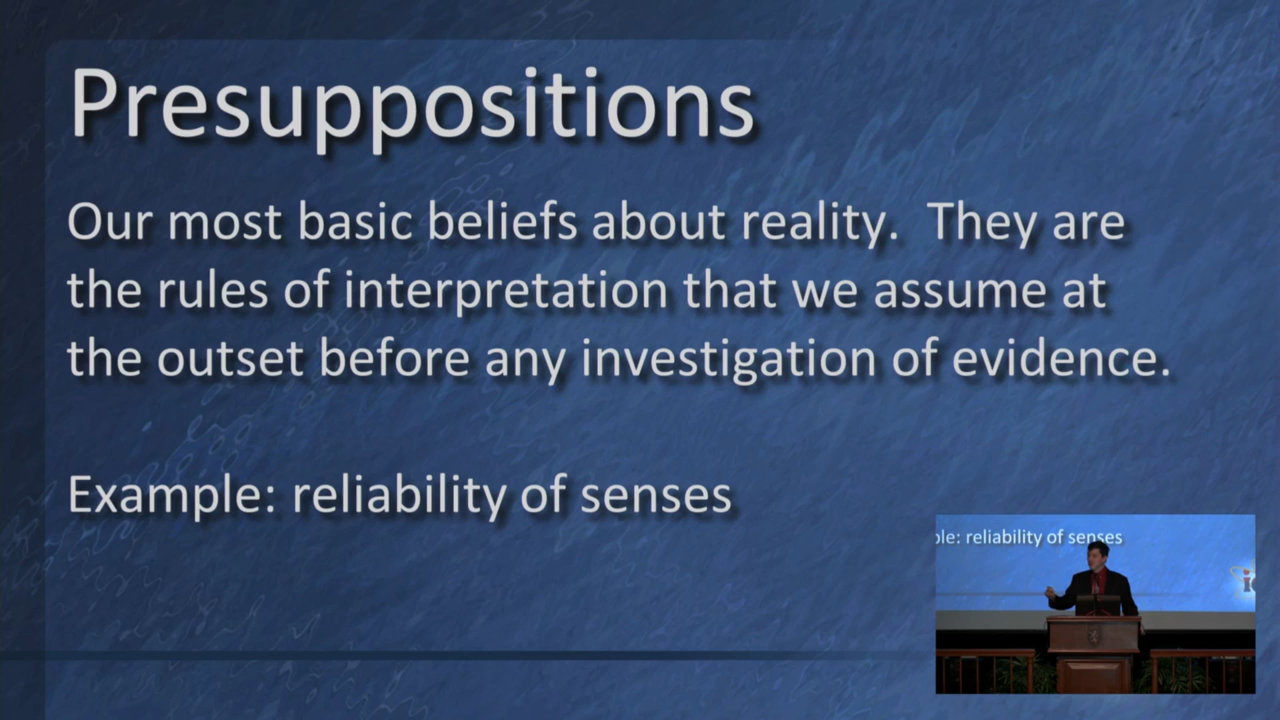 Presuppositions
Our most basic beliefs about reality.  They are
the rules of interpretation that we assume at
the outset before any investigation of evidence.
Example: reliability of senses
ple: reliability of senses